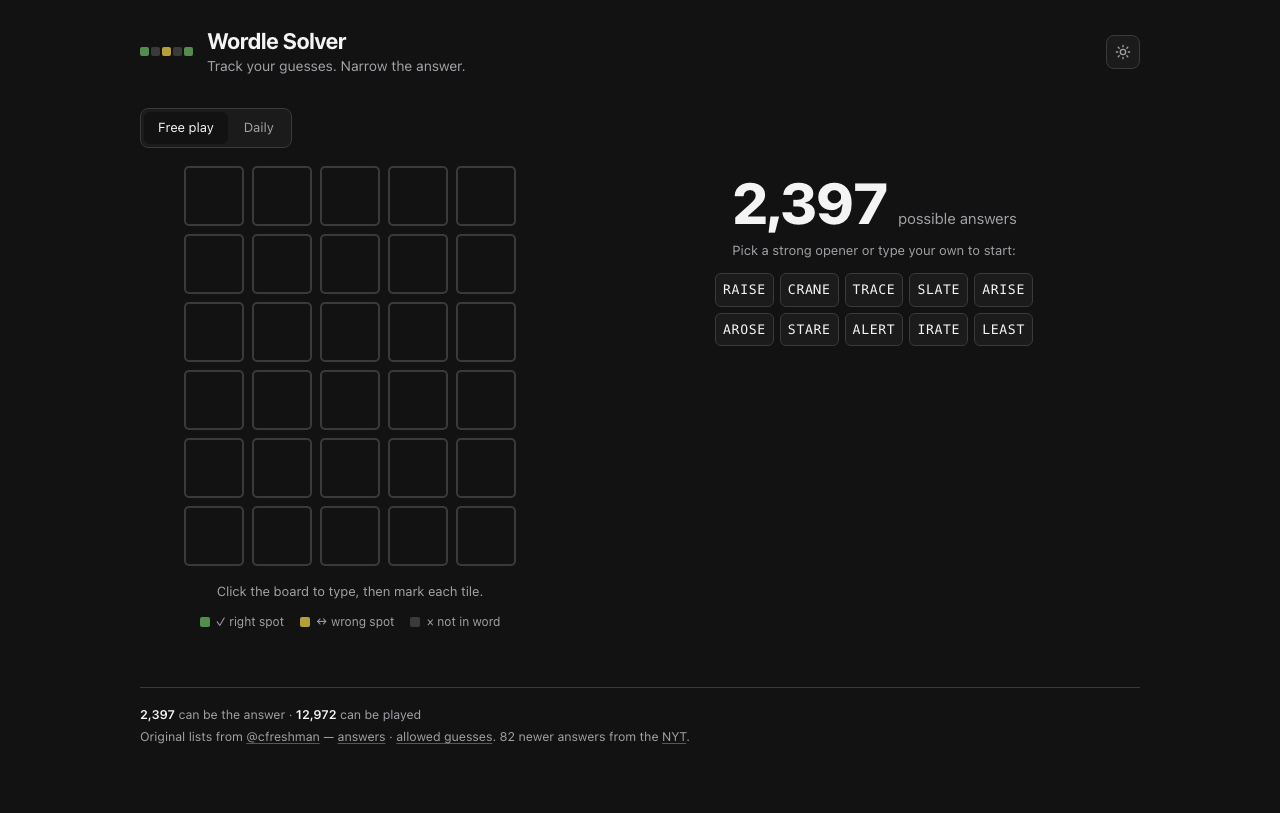 Wordle Solver
Track your guesses. Narrow the answer.
Free play Daily
2,397 possible answers
Pick a strong opener or type your own to start:
RAISE CRANE TRACE SLATE ARISE
AROSE STARE ALERT IRATE LEAST
Click the board to type, then mark each tile.
✓ right spot ↔ wrong spot × not in word
2,397 can be the answer · 12,972 can be played
Original lists from @cfreshman — answers · allowed guesses. 82 newer answers from the NYT.